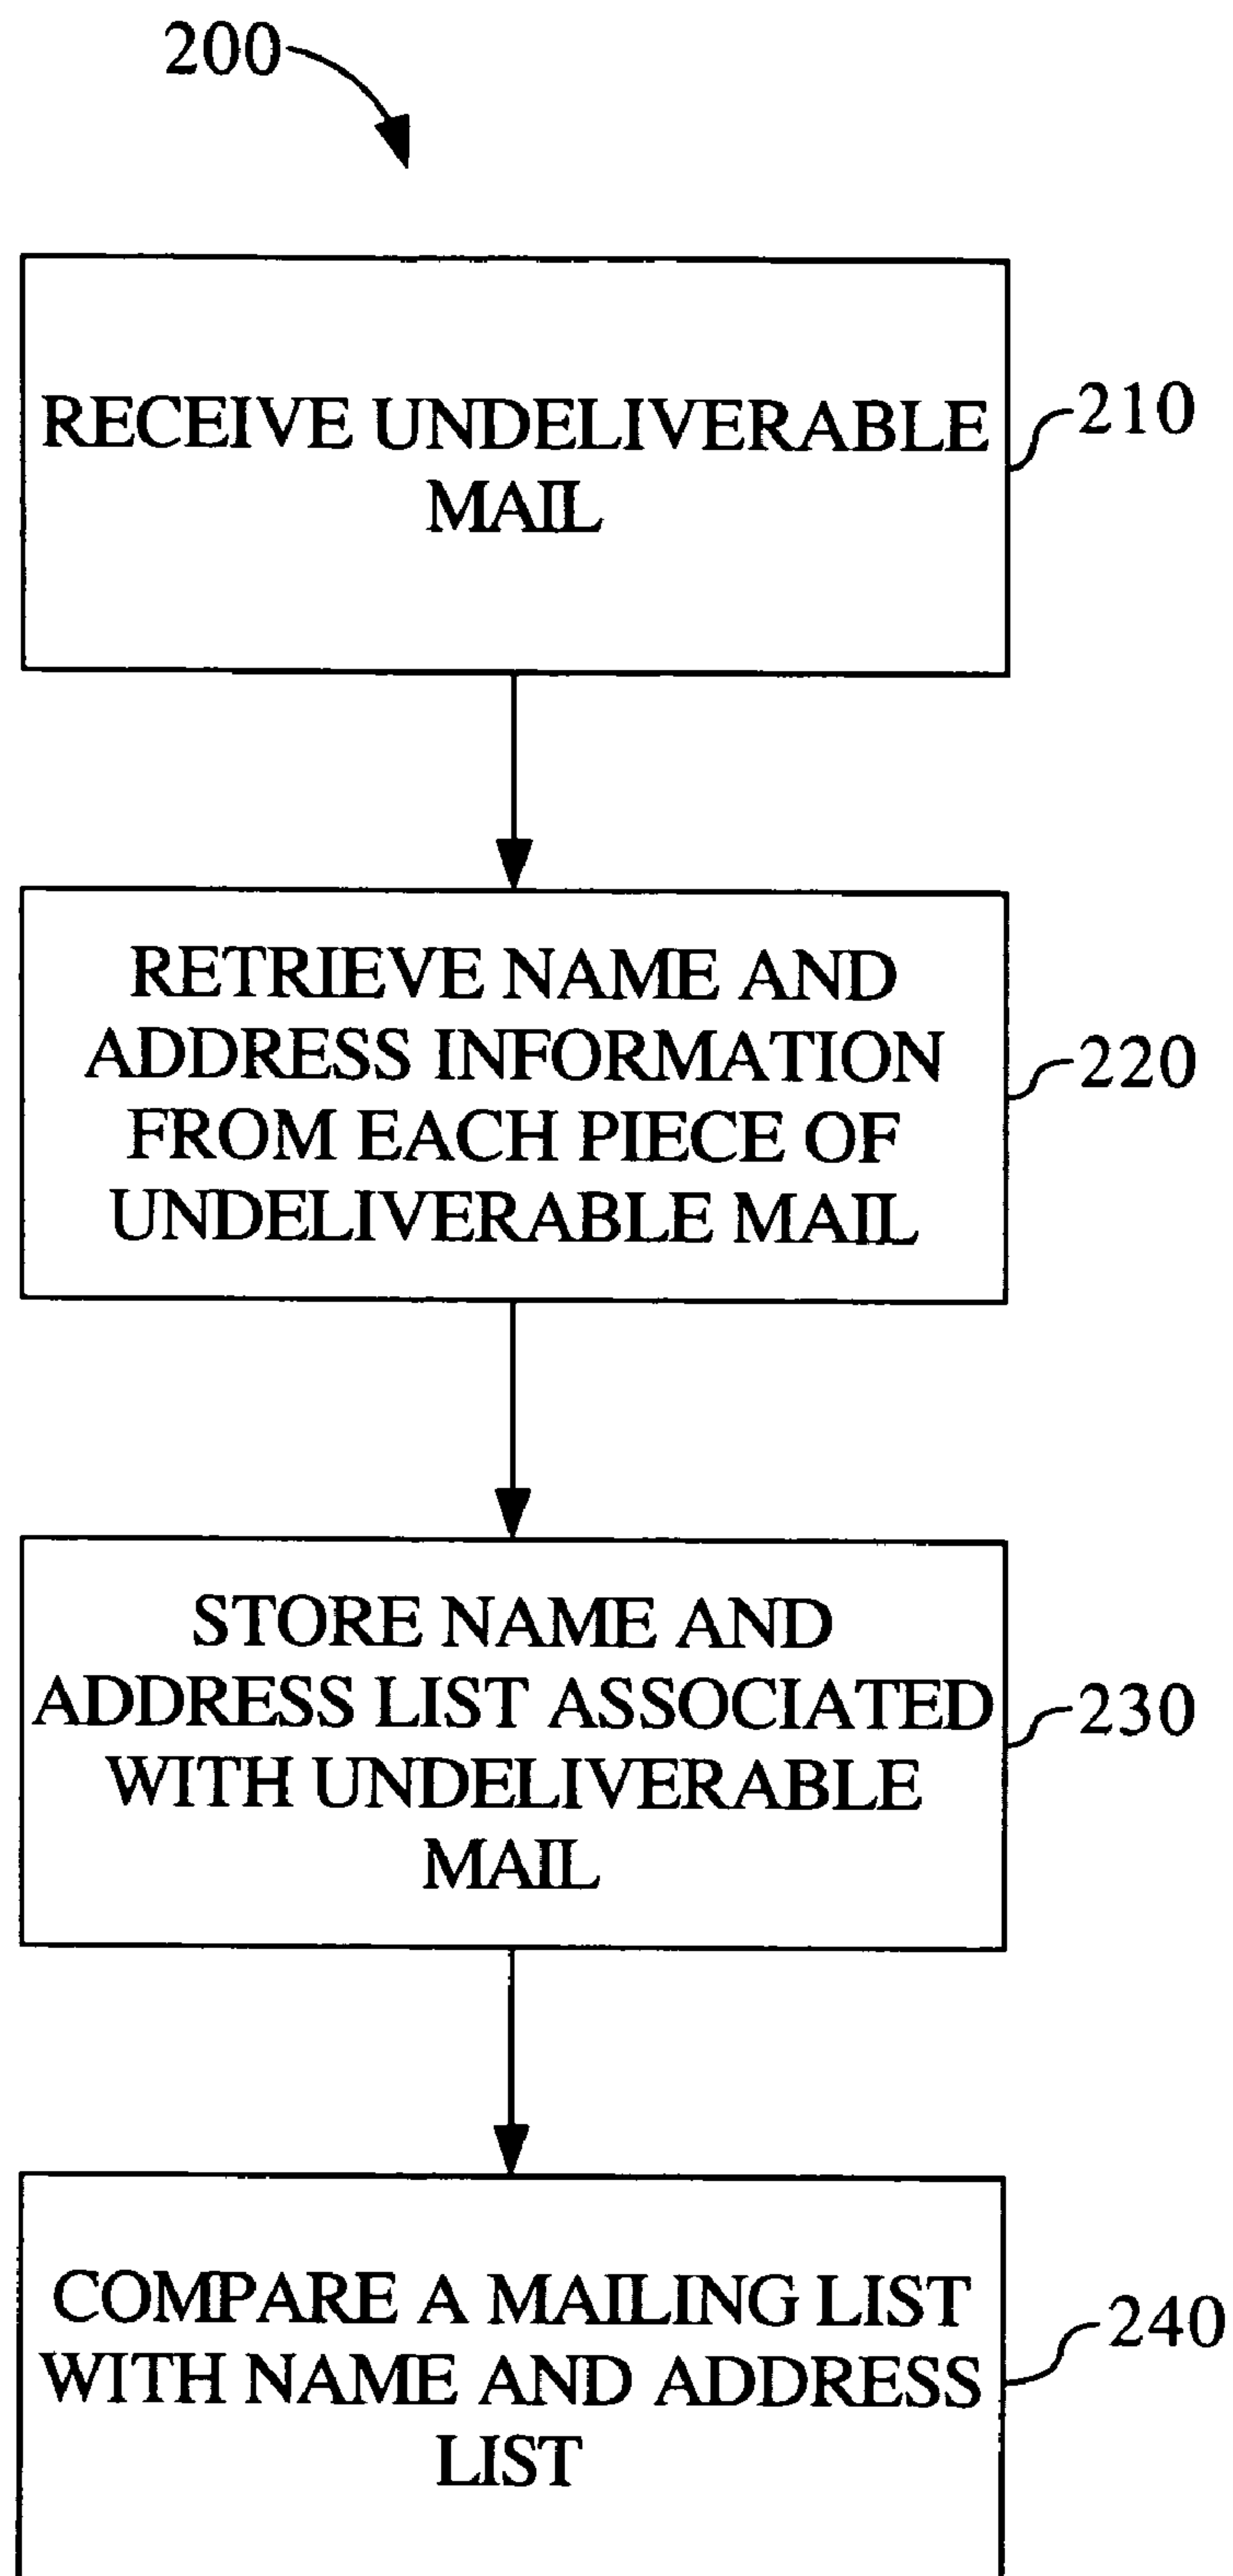 200
RECEIVE UNDELIVERABLE
MAIL
210
RETRIEVE NAME AND
ADDRESS INFORMATION
FROM EACH PIECE OF
UNDELIVERABLE MAIL
220
STORE NAME AND
ADDRESS LIST ASSOCIATED
WITH UNDELIVERABLE
MAIL
230
COMPARE A MAILING LIST
WITH NAME AND ADDRESS
LIST
240